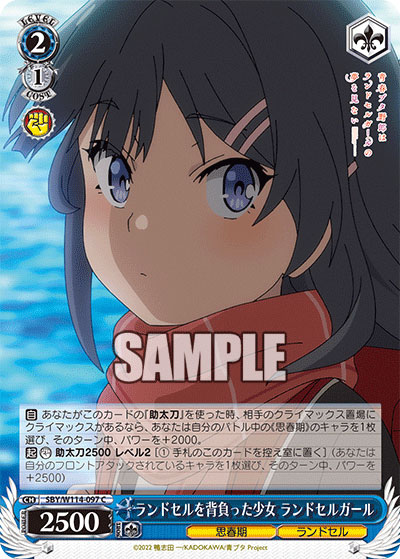 LEVEL
2
1
COST
青春ブタ野郎は
ランドセルガールの
夢を見ない
SAMPLE
自 あなたがこのカードの「助太刀」を使った時、相手のクライマックス置場に
クライマックスがあるなら、あなたは自分のバトル中の《思春期》のキャラを1枚
選び、そのターン中、パワーを+2000。
起 助太刀2500 レベル2 [① 手札のこのカードを控え室に置く] (あなたは
自分のフロントアタックされているキャラを1枚選び、そのターン中、パワーを
+2500)
CH SBY/W114-097 C
2500
ランドセルを背負った少女 ランドセルガール
思春期
ランドセル
©2022 鴨志田 一/KADOKAWA/青ブタ Project